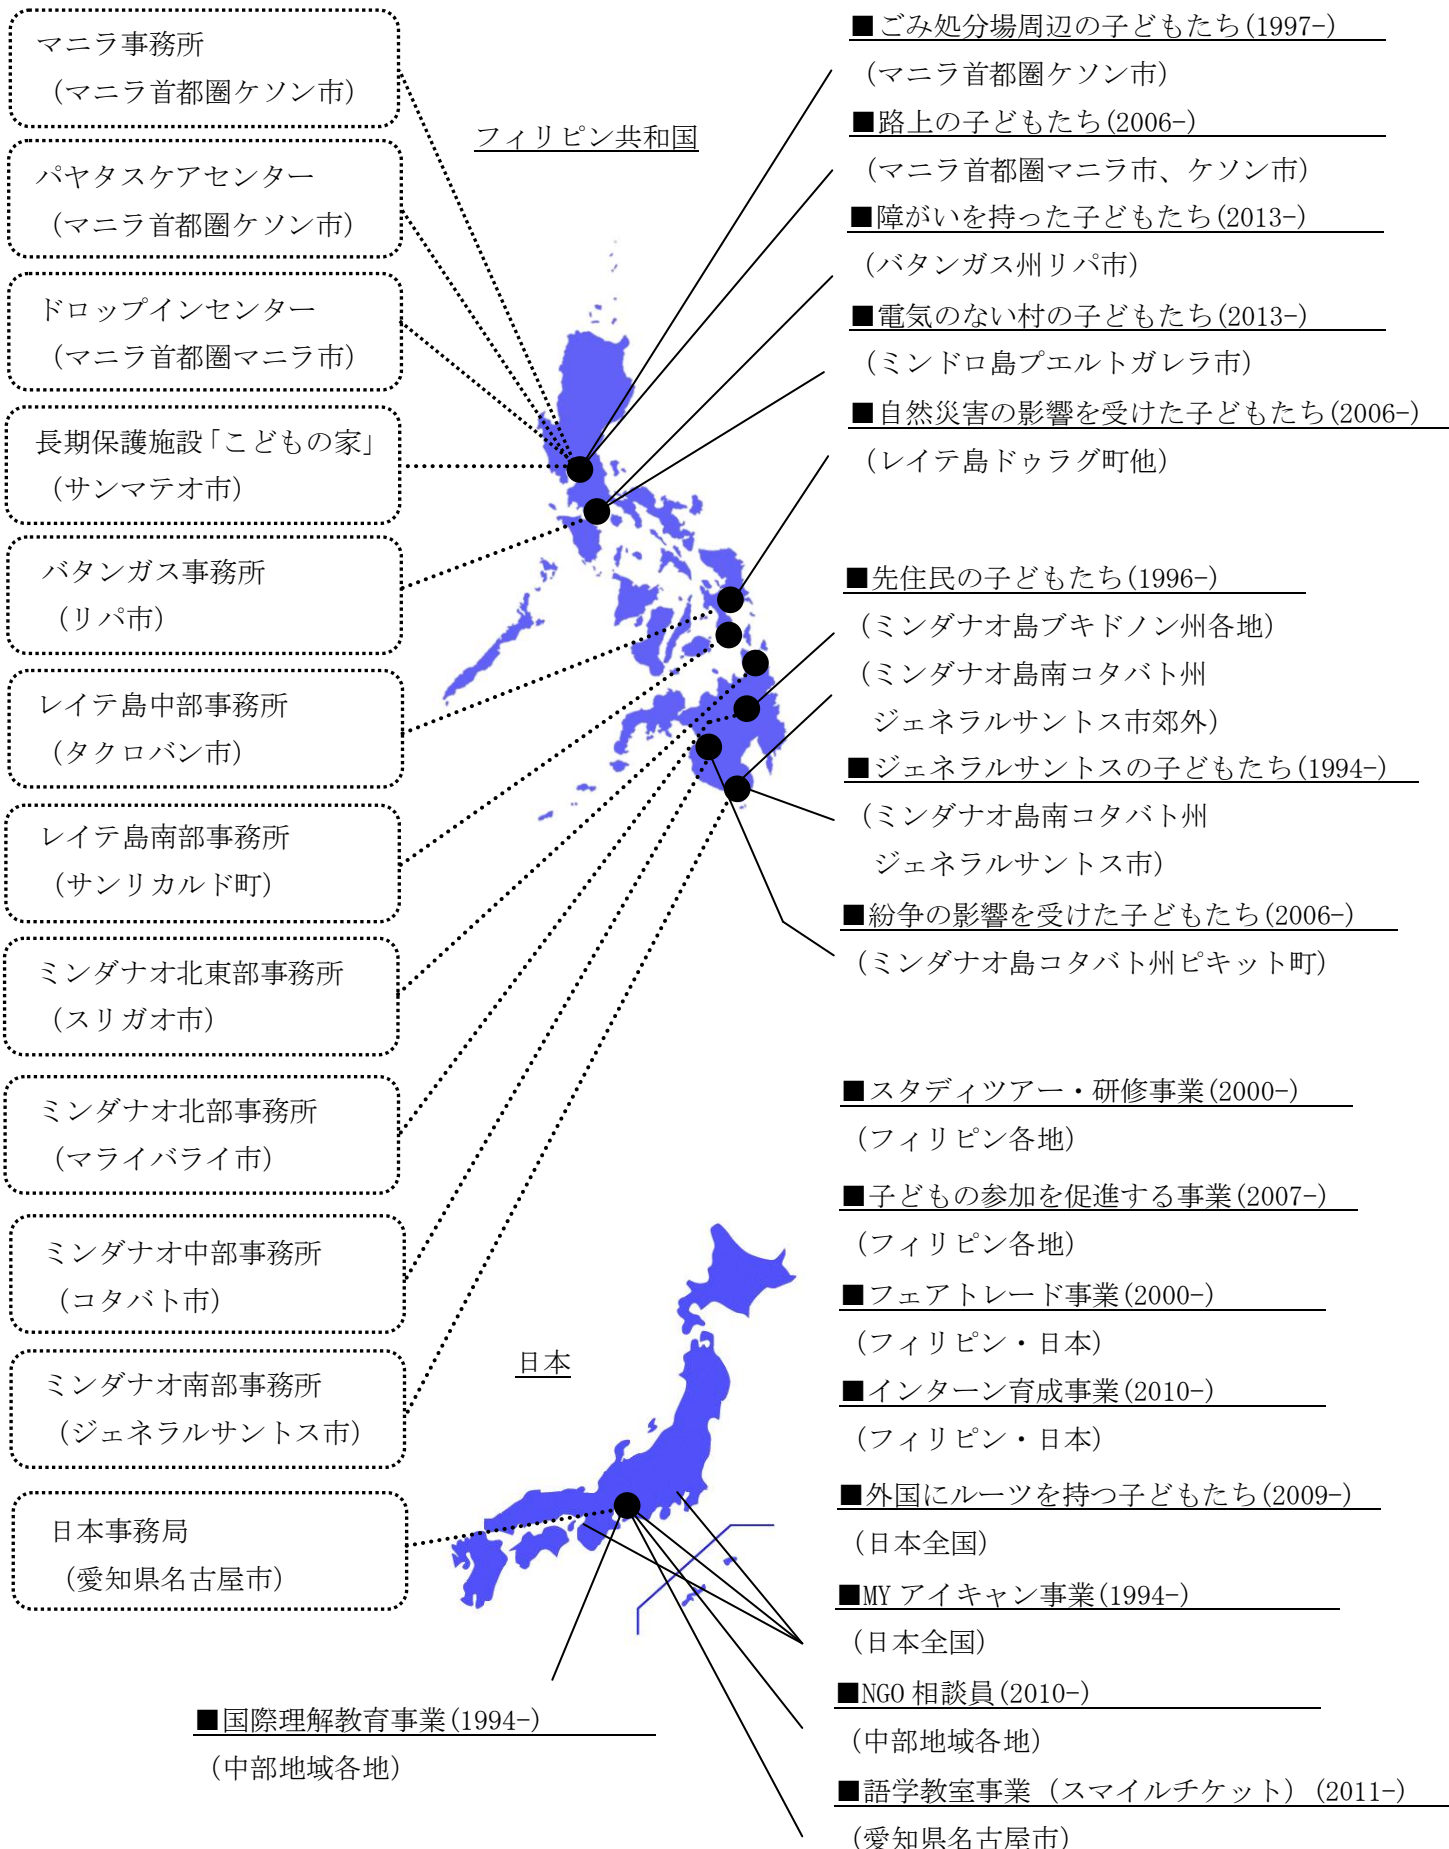 マニラ事務所
（マニラ首都圏ケソン市）
パヤタスケアセンター
（マニラ首都圏ケソン市）
ドロップインセンター
（マニラ首都圏マニラ市）
長期保護施設「こどもの家」
（サンマテオ市）
バタンガス事務所
（リパ市）
レイテ島中部事務所
（タクロバン市）
レイテ島南部事務所
（サンリカルド町）
ミンダナオ北東部事務所
（スリガオ市）
ミンダナオ北部事務所
（マライバライ市）
ミンダナオ中部事務所
（コタバト市）
ミンダナオ南部事務所
（ジェネラルサントス市）
日本事務局
（愛知県名古屋市）
フィリピン共和国
日本
■国際理解教育事業(1994-)
（中部地域各地）
■ごみ処分場周辺の子どもたち(1997-)
（マニラ首都圏ケソン市）
■路上の子どもたち(2006-)
（マニラ首都圏マニラ市、ケソン市）
■障がいを持った子どもたち(2013-)
（バタンガス州リパ市）
■電気のない村の子どもたち(2013-)
（ミンドロ島プエルトガレラ市）
■自然災害の影響を受けた子どもたち(2006-)
（レイテ島ドゥラグ町他）
■先住民の子どもたち(1996-)
（ミンダナオ島ブキドノン州各地）
（ミンダナオ島南コタバト州
ジェネラルサントス市郊外）
■ジェネラルサントスの子どもたち(1994-)
（ミンダナオ島南コタバト州
ジェネラルサントス市）
■紛争の影響を受けた子どもたち(2006-)
（ミンダナオ島コタバト州ピキット町）
■スタディツアー・研修事業(2000-)
（フィリピン各地）
■子どもの参加を促進する事業(2007-)
（フィリピン各地）
■フェアトレード事業(2000-)
（フィリピン・日本）
■インターン育成事業(2010-)
（フィリピン・日本）
■外国にルーツを持つ子どもたち(2009-)
（日本全国）
■MY アイキャン事業(1994-)
（日本全国）
■NGO 相談員(2010-)
（中部地域各地）
■語学教室事業（スマイルチケット）(2011-)
（愛知県名古屋市）